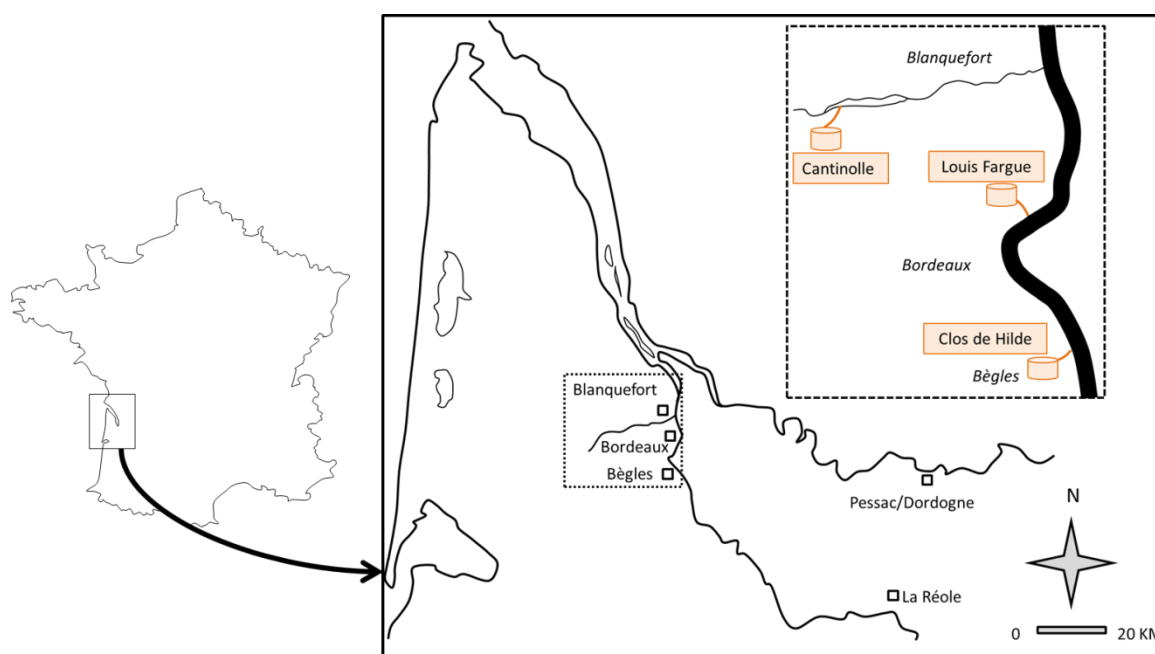 Blanquefort
Cantinolle
Louis Fargue
Bordeaux
Clos de Hilde
Bègles
Blanquefort
Bordeaux
Bègles
Pessac/Dordogne
La Réole
N
0
20 KM